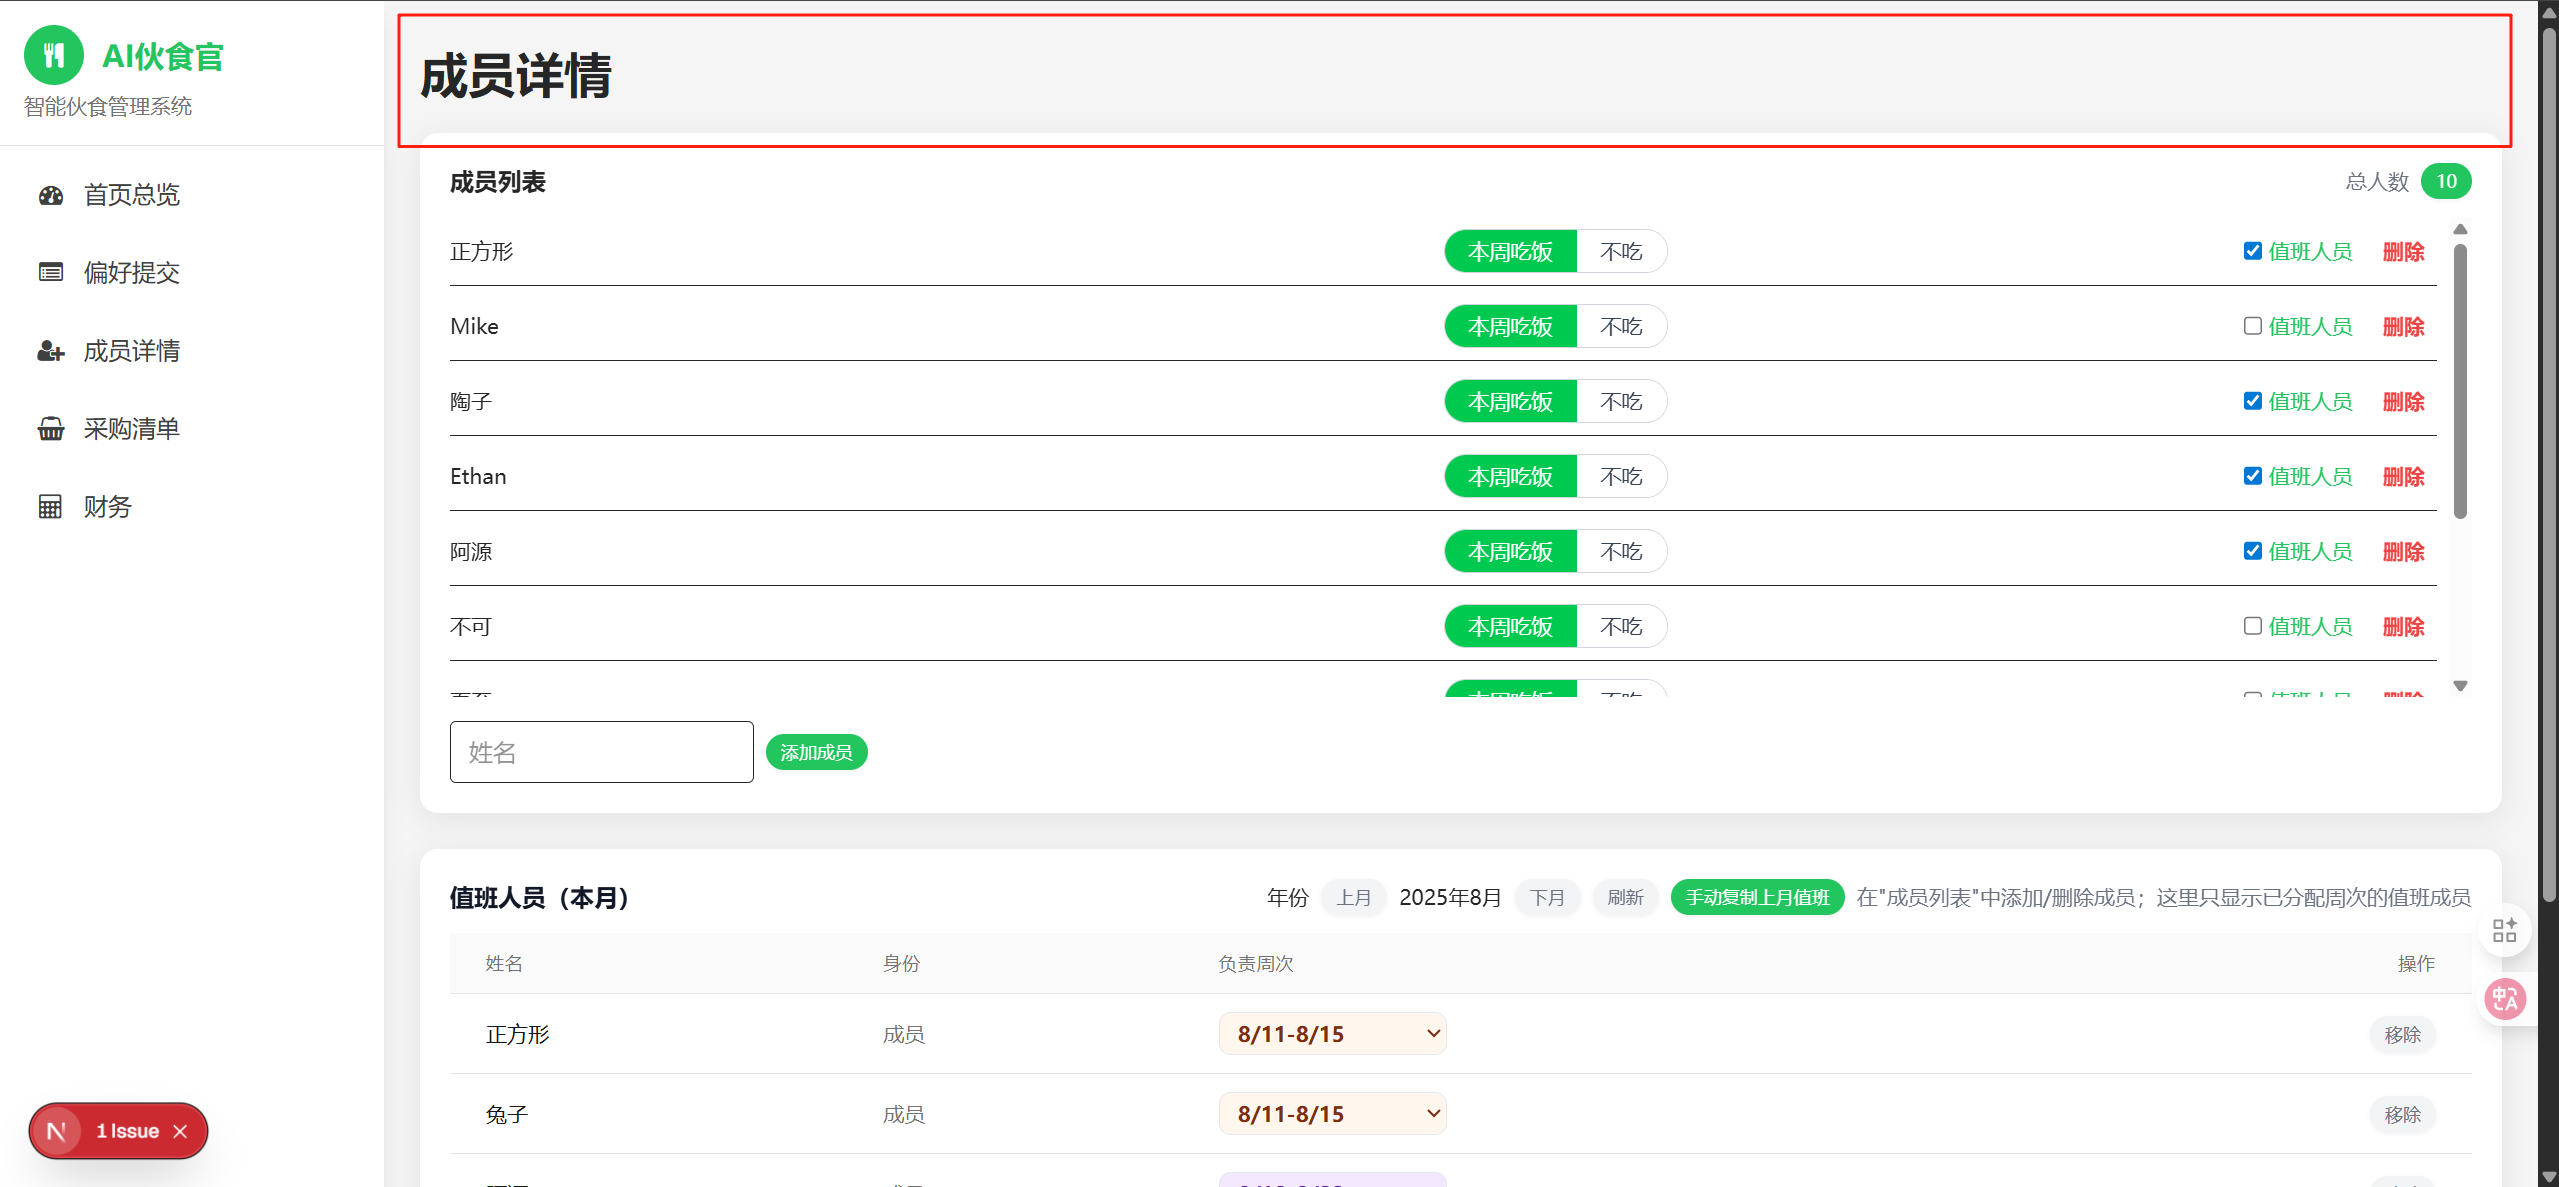 AI伙食官
智能伙食管理系统
首页总览
偏好提交
成员详情
采购清单
财务
N 1 Issue
成员详情
成员列表 总人数 10
正方形 本周吃饭 不吃 值班人员 删除
Mike 本周吃饭 不吃 值班人员 删除
陶子 本周吃饭 不吃 值班人员 删除
Ethan 本周吃饭 不吃 值班人员 删除
阿源 本周吃饭 不吃 值班人员 删除
不可 本周吃饭 不吃 值班人员 删除
姓名 添加成员
值班人员（本月） 年份 上月 2025年8月 下月 刷新 手动复制上月值班 在"成员列表"中添加/删除成员；这里只显示已分配周次的值班成员
姓名 身份 负责周次 操作
正方形 成员 8/11-8/15 移除
兔子 成员 8/11-8/15 移除
中 A